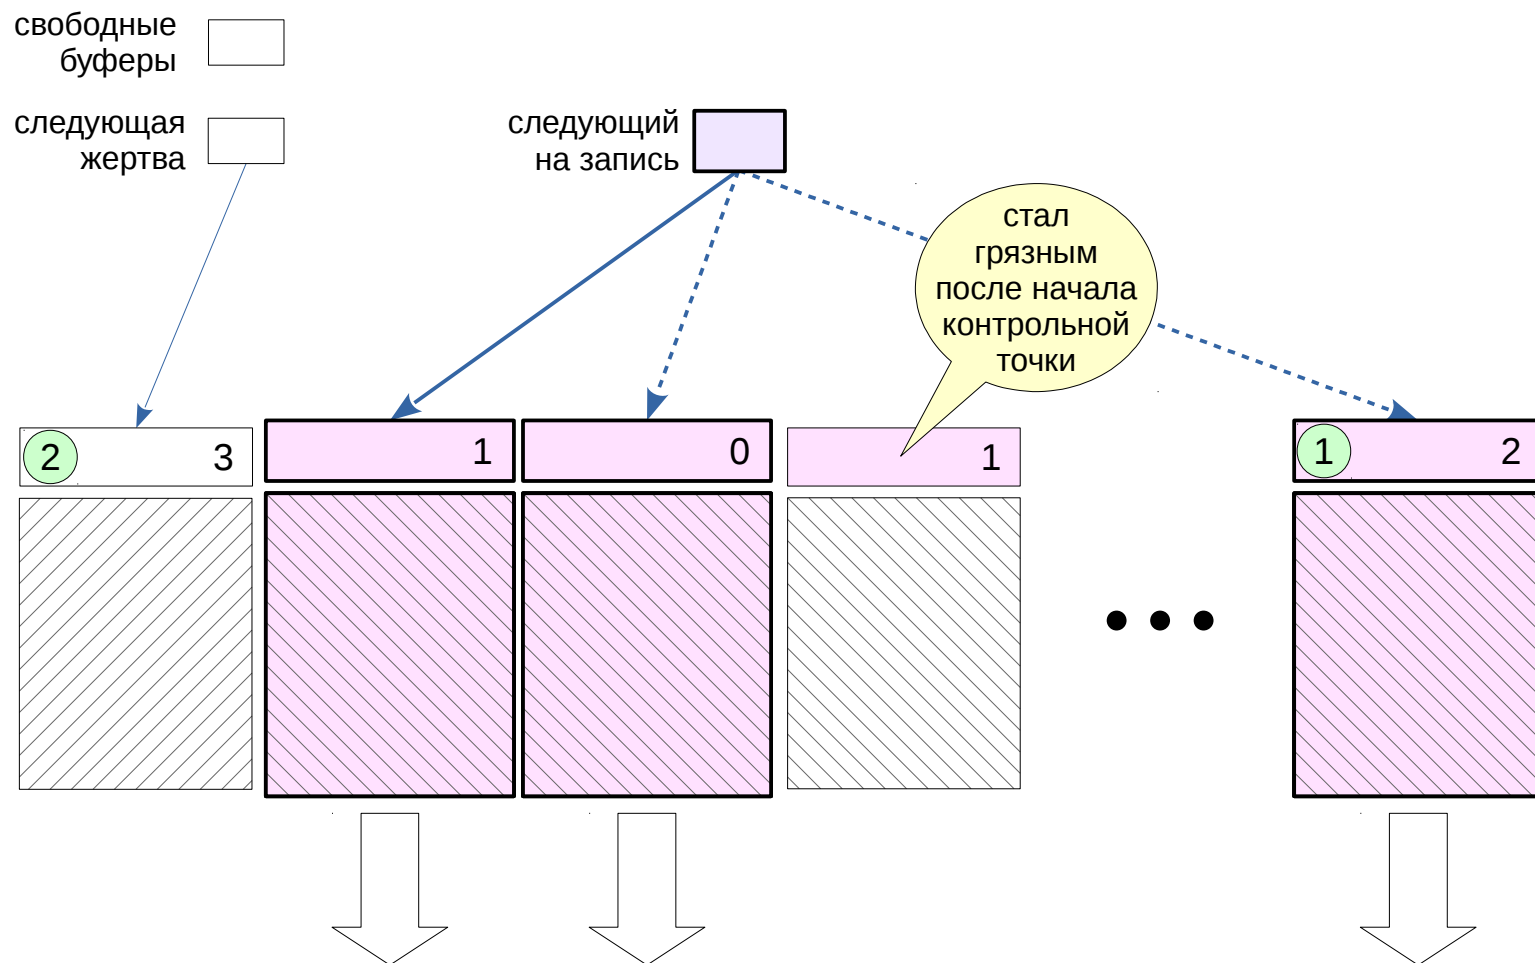 свободные
буферы
следующая
жертва
следующий
на запись
стал
грязным
после начала
контрольной
точки
2 3
1
0
1
1 2